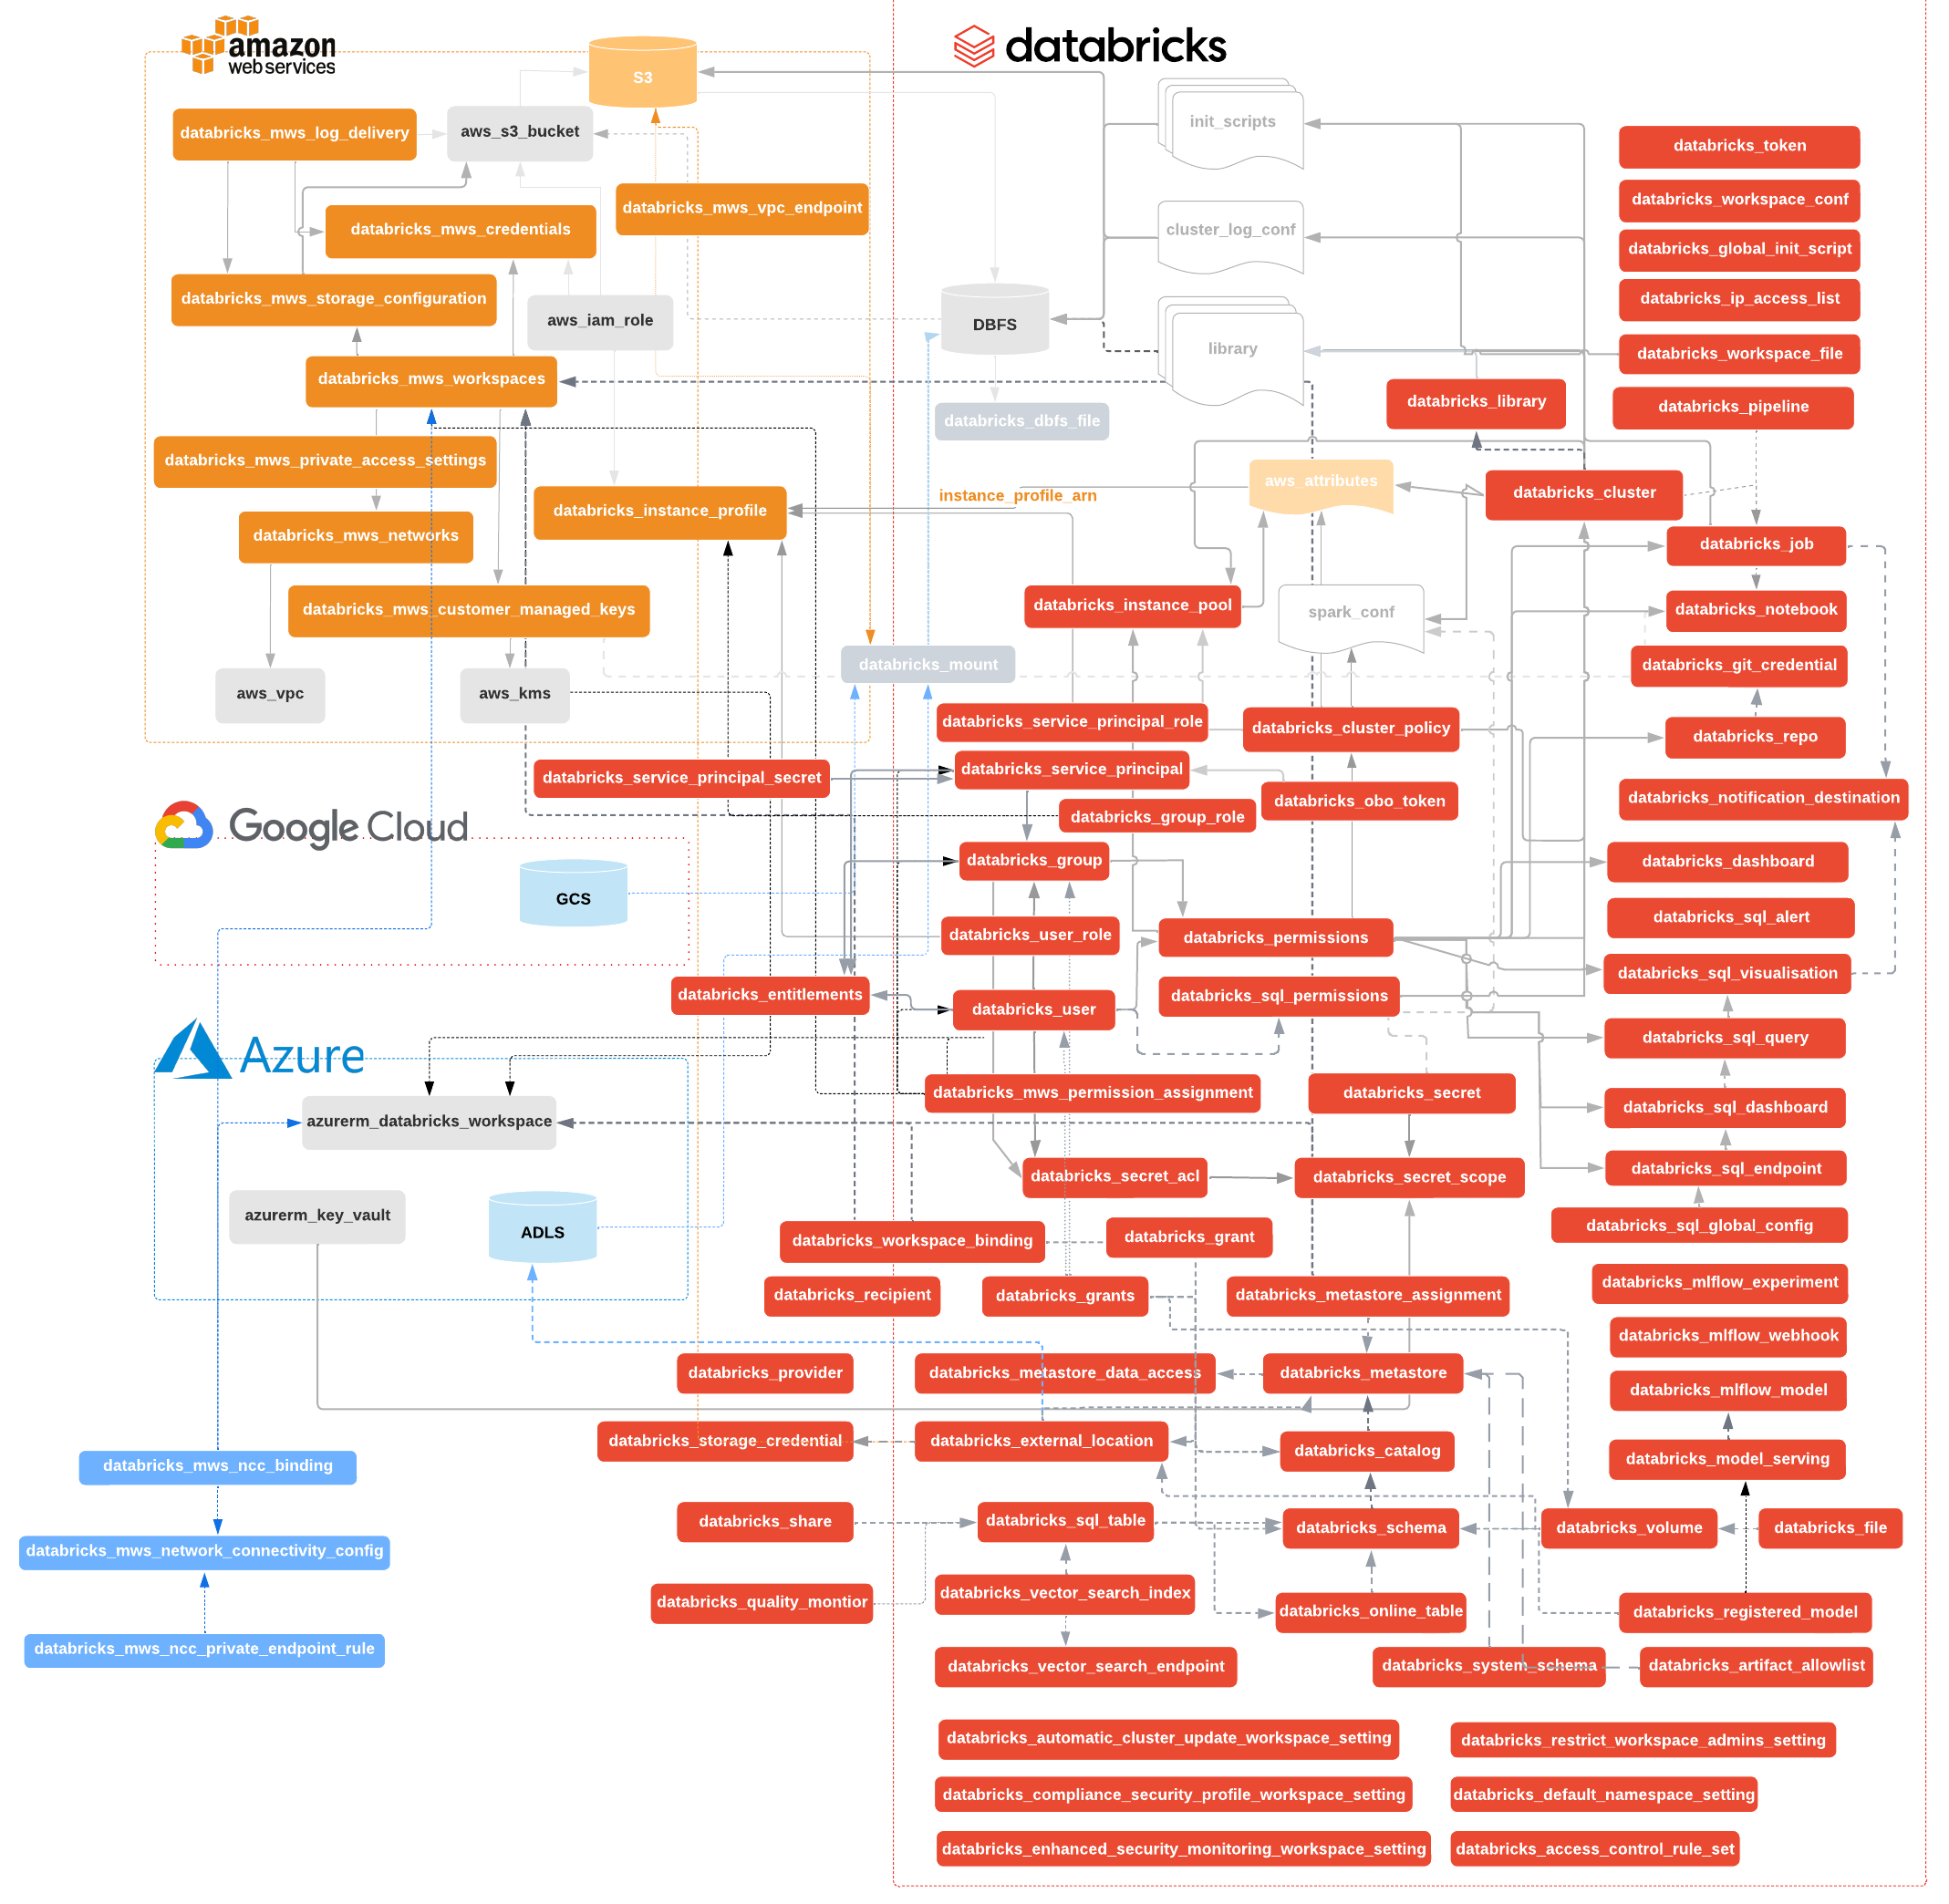 amazon
web services
S3
databricks_mws_log_delivery
aws_s3_bucket
databricks_mws_vpc_endpoint
databricks_mws_credentials
databricks_mws_storage_configuration
aws_iam_role
databricks_mws_workspaces
databricks_mws_private_access_settings
databricks_instance_profile
databricks_mws_networks
databricks_mws_customer_managed_keys
aws_vpc
aws_kms
databricks_service_principal_secret
Google Cloud
GCS
databricks_entitlements
Azure
azurerm_databricks_workspace
azurerm_key_vault
ADLS
databricks_mws_ncc_binding
databricks_mws_network_connectivity_config
databricks_mws_ncc_private_endpoint_rule
databricks
init_scripts
cluster_log_conf
DBFS
library
databricks_dbfs_file
instance_profile_arn
aws_attributes
databricks_library
databricks_cluster
databricks_instance_pool
spark_conf
databricks_mount
databricks_service_principal_role
databricks_cluster_policy
databricks_service_principal
databricks_obo_token
databricks_group_role
databricks_group
databricks_user_role
databricks_permissions
databricks_sql_permissions
databricks_user
databricks_mws_permission_assignment
databricks_secret
databricks_secret_acl
databricks_secret_scope
databricks_workspace_binding
databricks_grant
databricks_recipient
databricks_grants
databricks_metastore_assignment
databricks_provider
databricks_metastore_data_access
databricks_metastore
databricks_storage_credential
databricks_external_location
databricks_catalog
databricks_share
databricks_sql_table
databricks_schema
databricks_volume
databricks_file
databricks_quality_montior
databricks_vector_search_index
databricks_online_table
databricks_registered_model
databricks_vector_search_endpoint
databricks_system_schema
databricks_artifact_allowlist
databricks_token
databricks_workspace_conf
databricks_global_init_script
databricks_ip_access_list
databricks_workspace_file
databricks_pipeline
databricks_job
databricks_notebook
databricks_git_credential
databricks_repo
databricks_notification_destination
databricks_dashboard
databricks_sql_alert
databricks_sql_visualisation
databricks_sql_query
databricks_sql_dashboard
databricks_sql_endpoint
databricks_sql_global_config
databricks_mlflow_experiment
databricks_mlflow_webhook
databricks_mlflow_model
databricks_model_serving
databricks_automatic_cluster_update_workspace_setting
databricks_restrict_workspace_admins_setting
databricks_compliance_security_profile_workspace_setting
databricks_default_namespace_setting
databricks_enhanced_security_monitoring_workspace_setting
databricks_access_control_rule_set